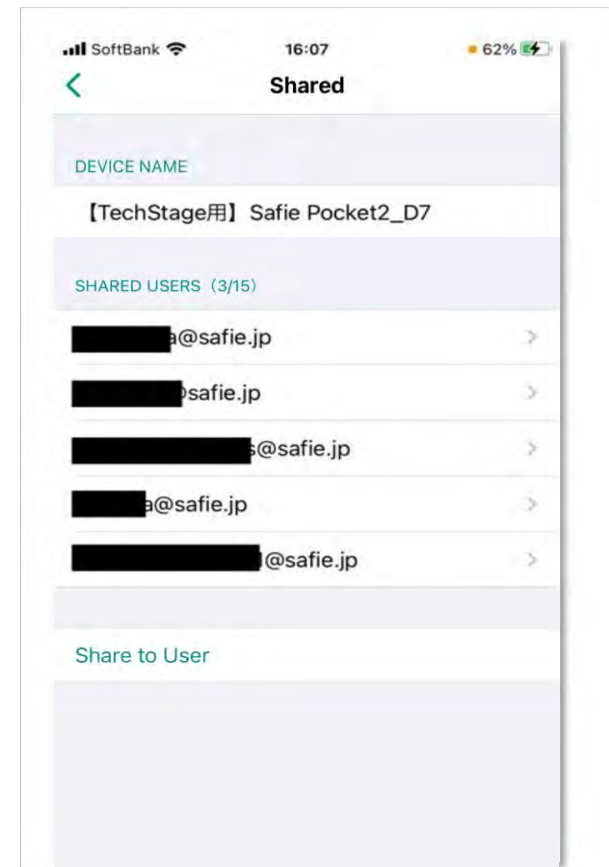 SoftBank 16:07 62%
Shared
DEVICE NAME
【TechStage用】Safie Pocket2_D7
SHARED USERS（3/15）
a@safie.jp
safie.jp
s@safie.jp
a@safie.jp
@safie.jp
Share to User